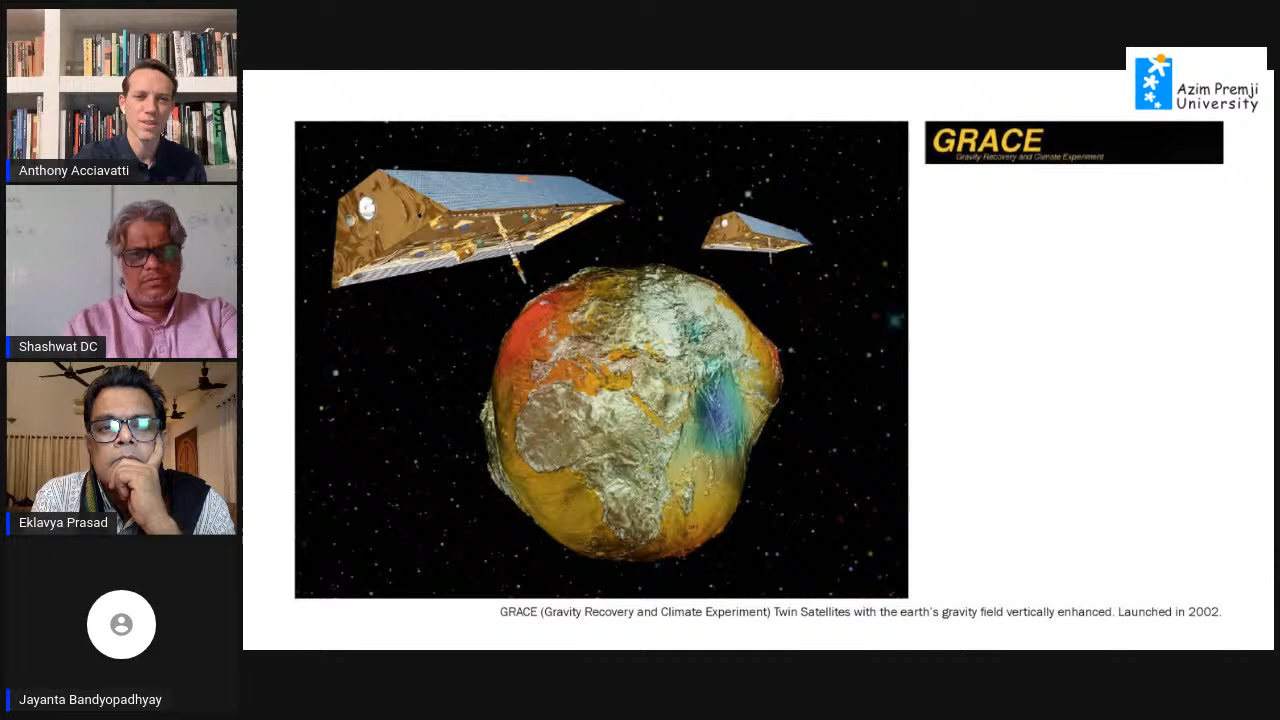 Anthony Acciavatti
Shashwat DC
Eklavya Prasad
Jayanta Bandyopadhyay
Azim Premji
University
GRACE
Gravity Recovery and Climate Experiment
GRACE (Gravity Recovery and Climate Experiment) Twin Satellites with the earth's gravity field vertically enhanced. Launched in 2002.